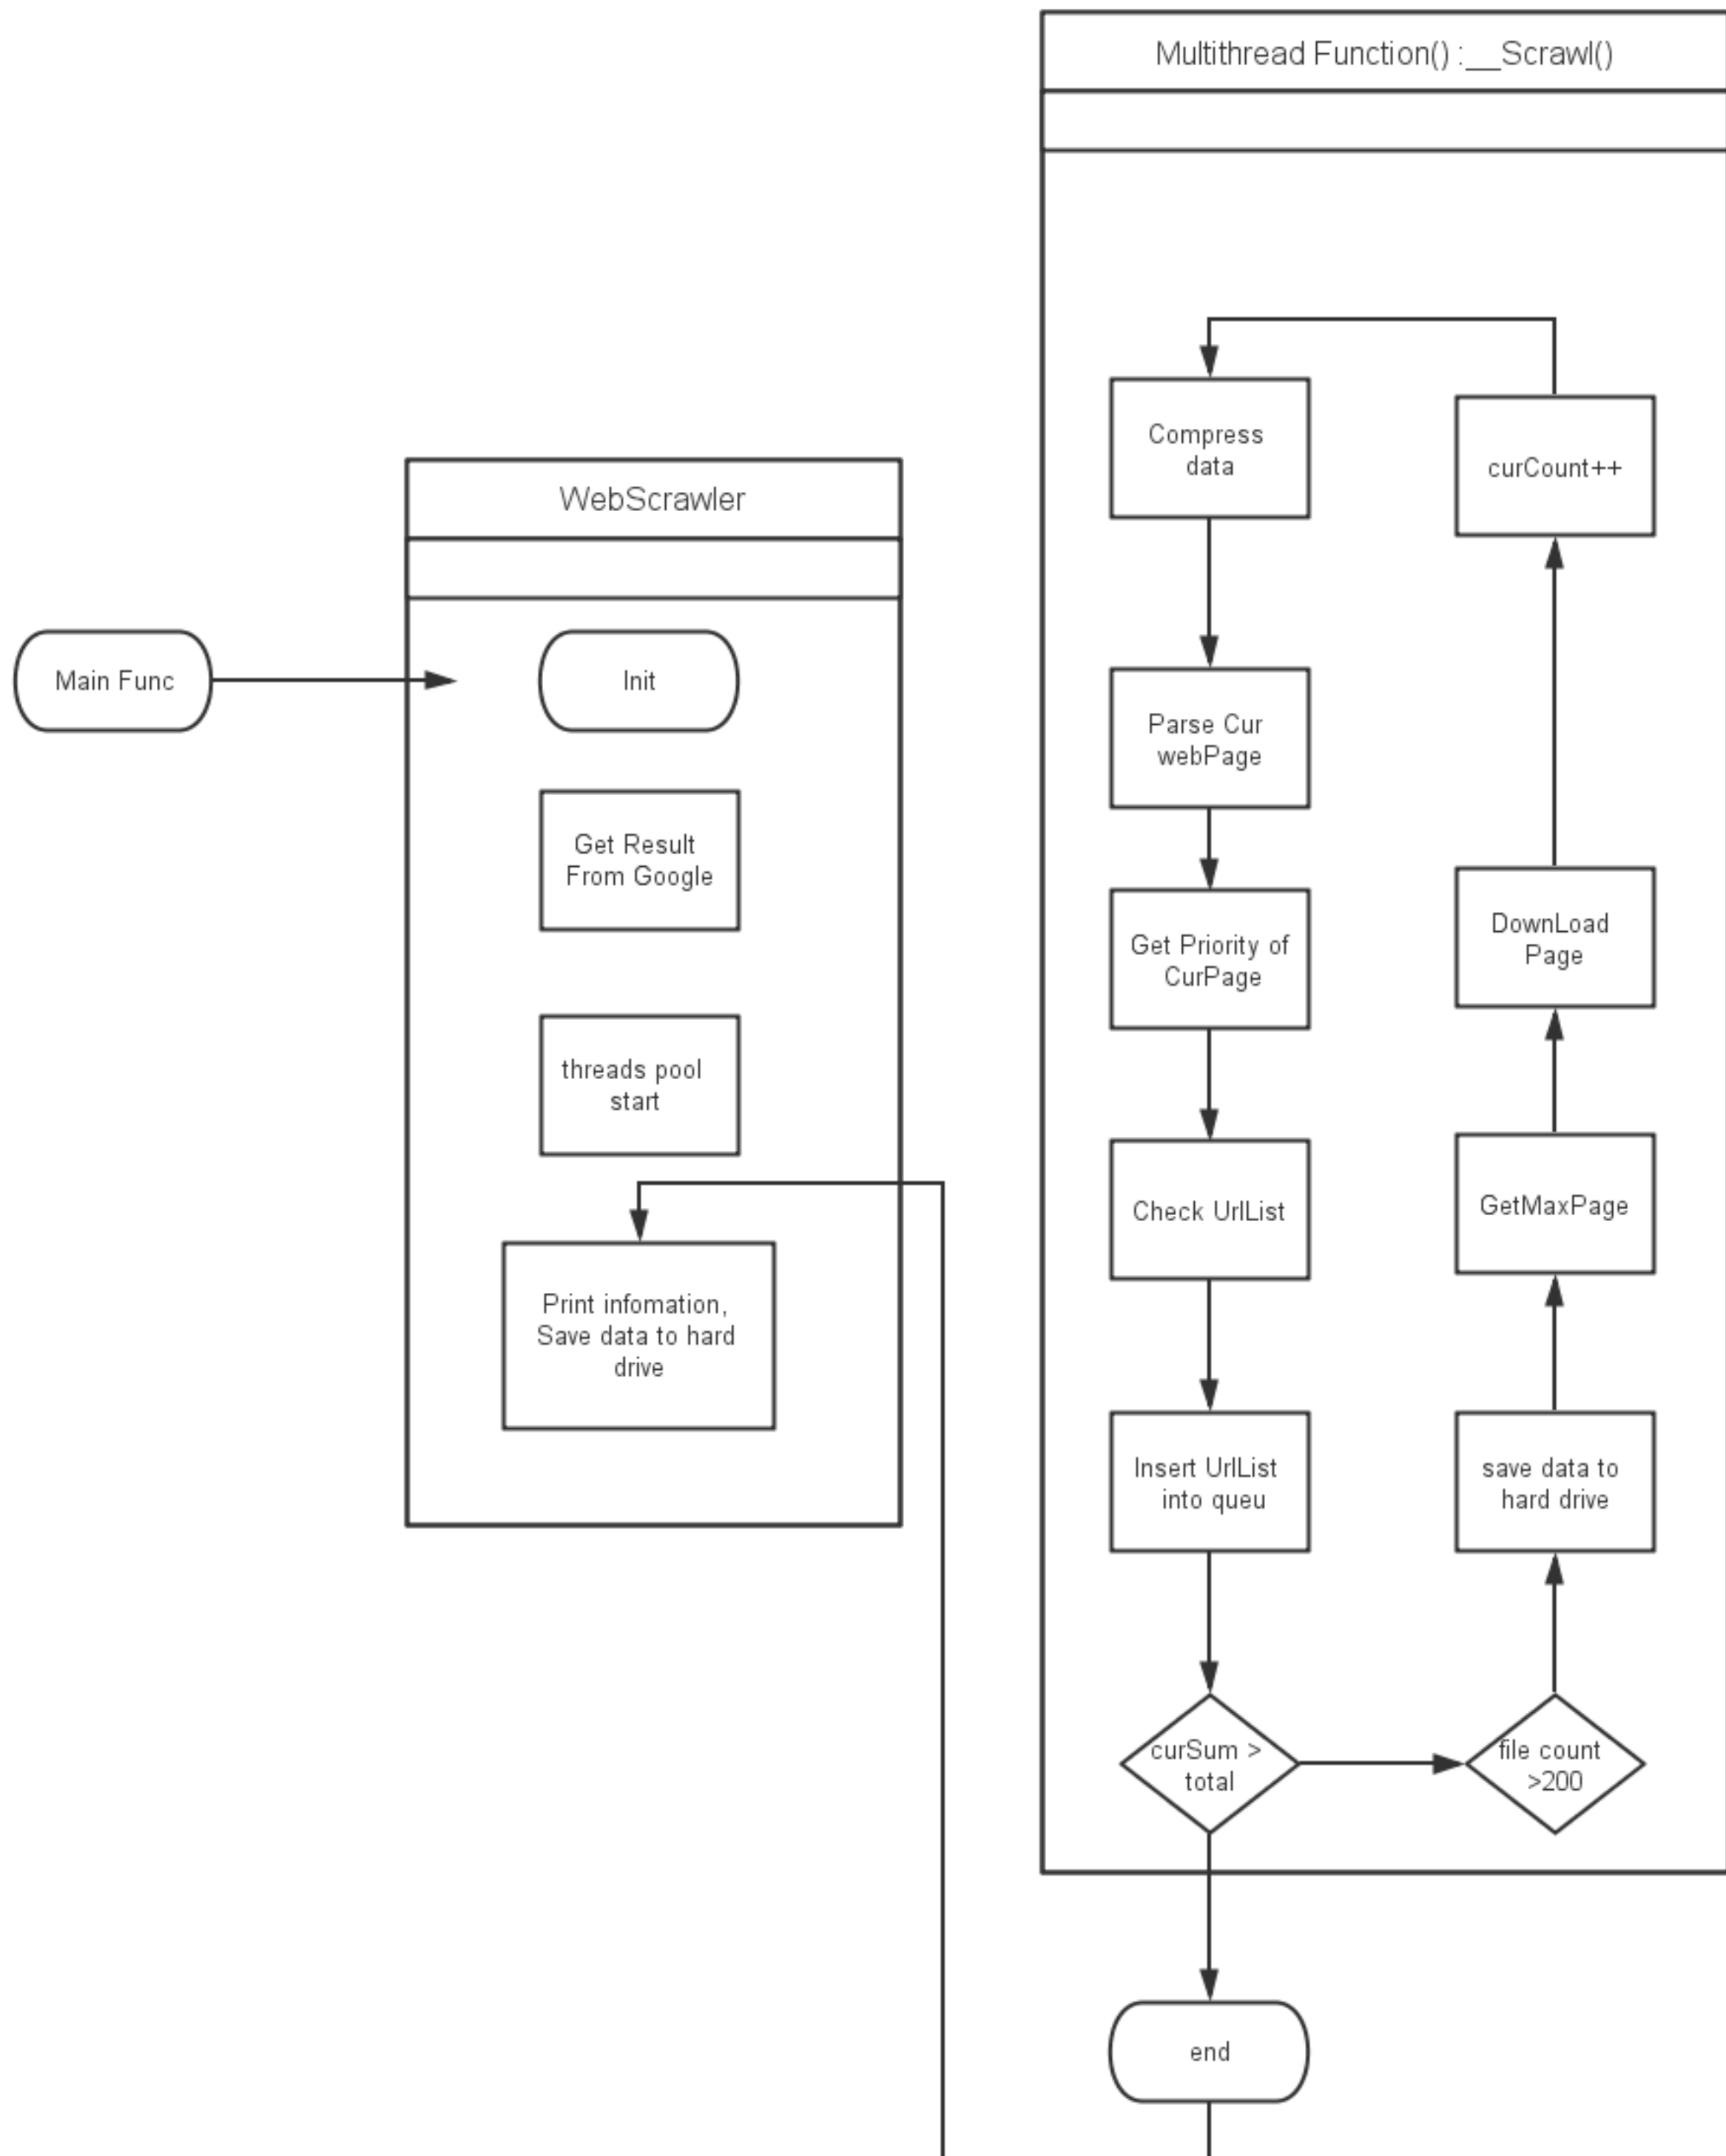 Multithread Function() :__Scrawl()
Compress
data
curCount++
WebScrawler
Main Func
Init
Parse Cur
webPage
Get Result
From Google
Get Priority of
CurPage
DownLoad
Page
threads pool
start
Check UrlList
GetMaxPage
Print infomation,
Save data to hard
drive
Insert UrlList
into queu
save data to
hard drive
curSum >
total
file count
>200
end